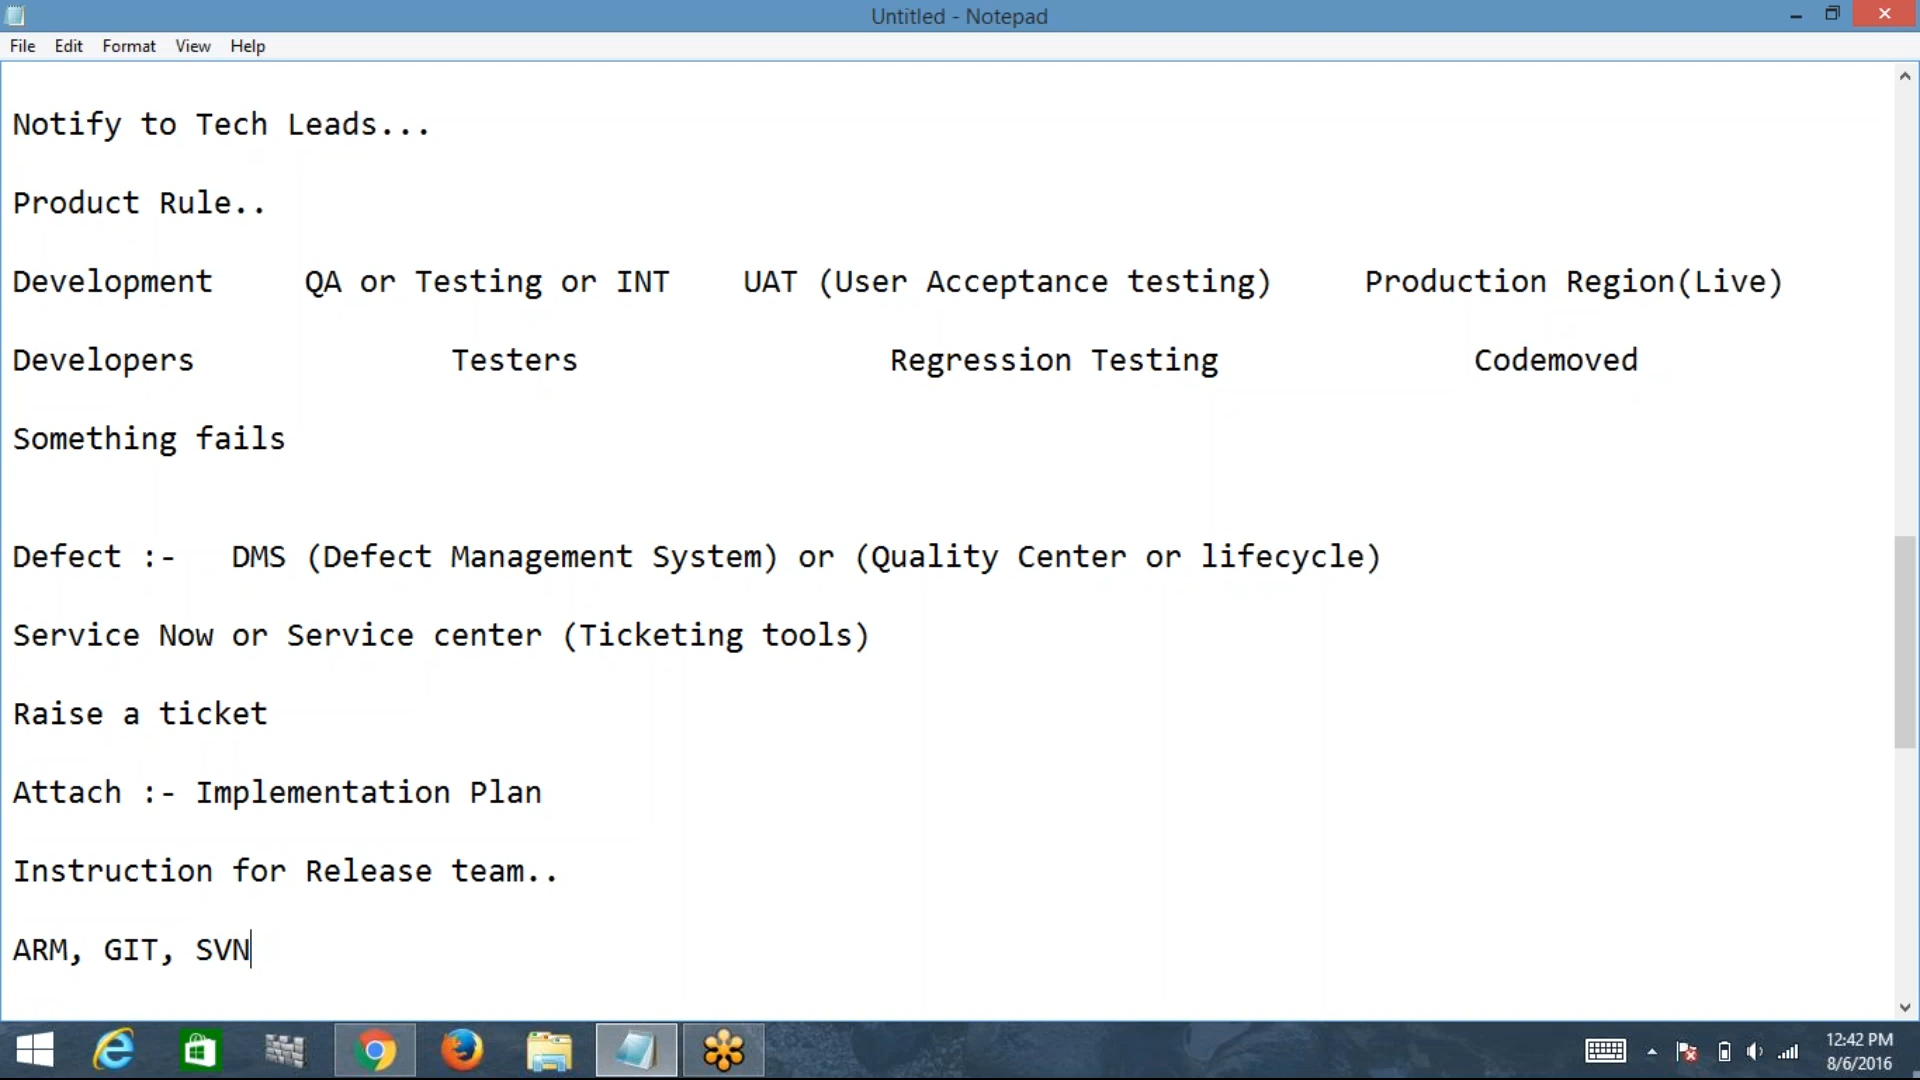 Untitled - Notepad
File Edit Format View Help
Notify to Tech Leads...
Product Rule..
Development QA or Testing or INT UAT (User Acceptance testing) Production Region(Live)
Developers Testers Regression Testing Codemoved
Something fails
Defect :- DMS (Defect Management System) or (Quality Center or lifecycle)
Service Now or Service center (Ticketing tools)
Raise a ticket
Attach :- Implementation Plan
Instruction for Release team..
ARM, GIT, SVN
12:42 PM
8/6/2016